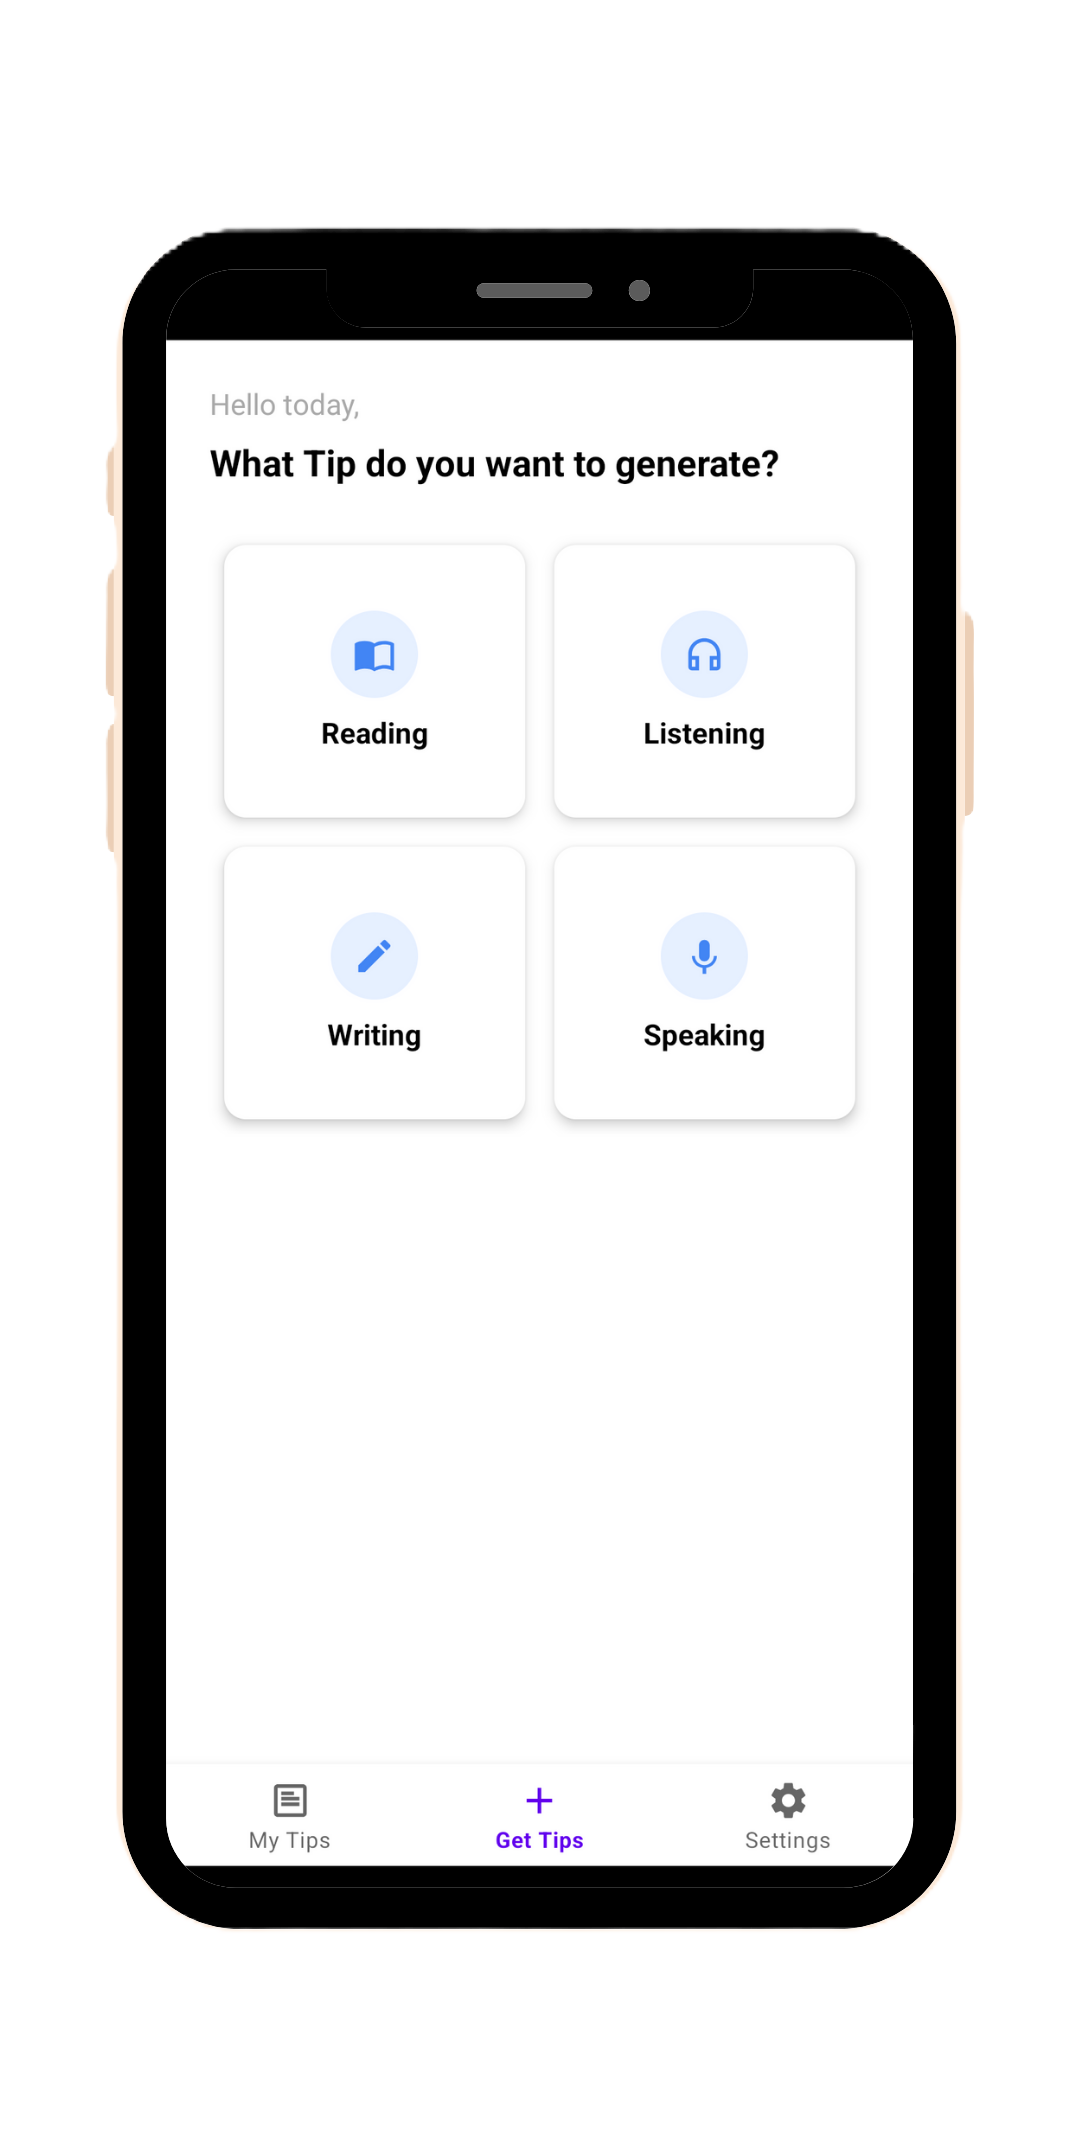 Hello today,
What Tip do you want to generate?
Reading
Listening
Writing
Speaking
My Tips
Get Tips
Settings